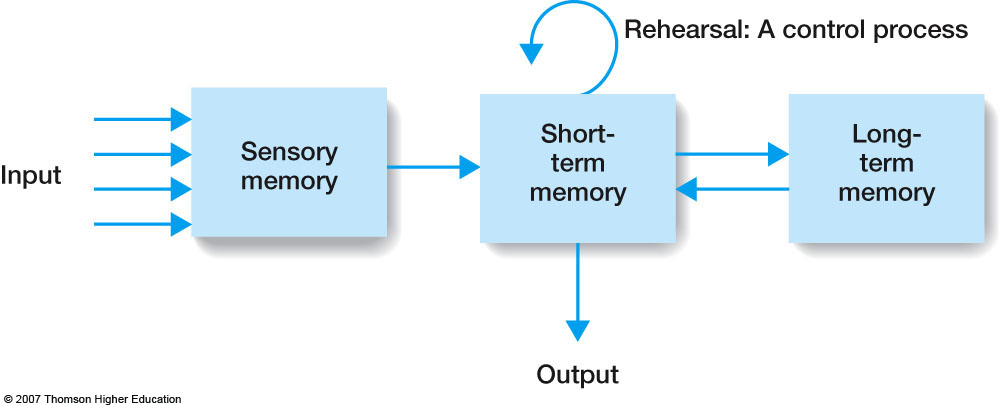 Rehearsal: A control process
Input
Sensory
memory
Short-
term
memory
Long-
term
memory
Output
© 2007 Thomson Higher Education